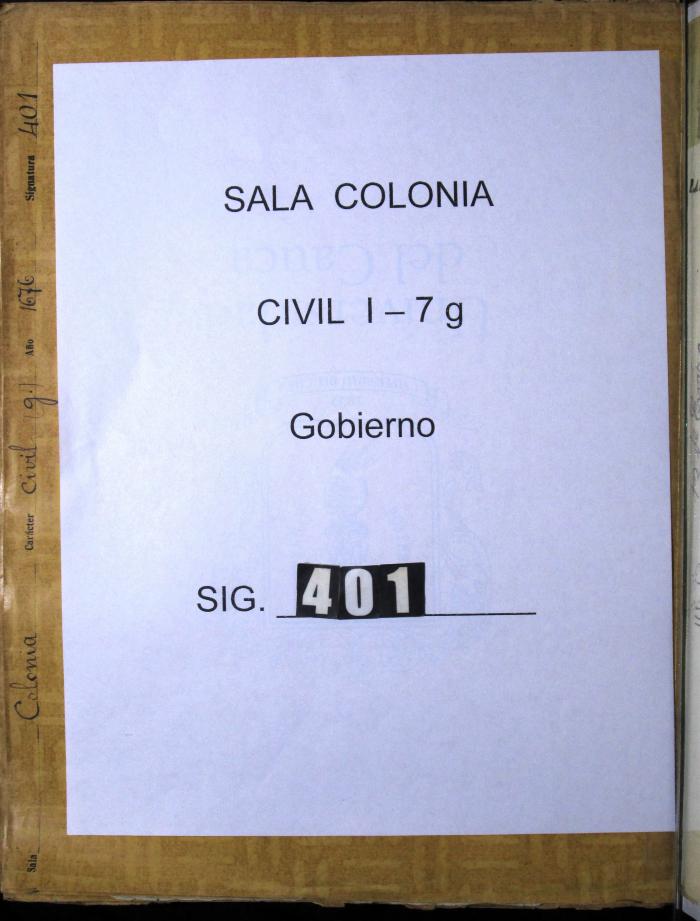 SALA COLONIA
CIVIL I – 7 g
Gobierno
SIG. 401
Sala Colonia Carácter Civil g. Año 1676 Signatura 401